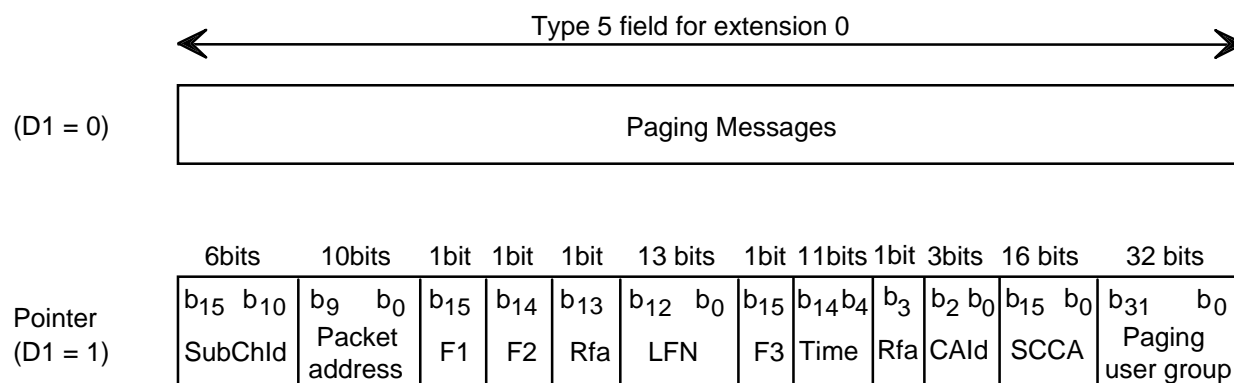 Type 5 field for extension 0
(D1 = 0)
Paging Messages
6bits 10bits 1bit 1bit 1bit 13 bits 1bit 11bits 1bit 3bits 16 bits 32 bits
Pointer
(D1 = 1)
b15 b10 b9 b0 b15 b14 b13 b12 b0 b15 b14 b4 b3 b2 b0 b15 b0 b31 b0
SubChId Packet address F1 F2 Rfa LFN F3 Time Rfa CAId SCCA Paging user group